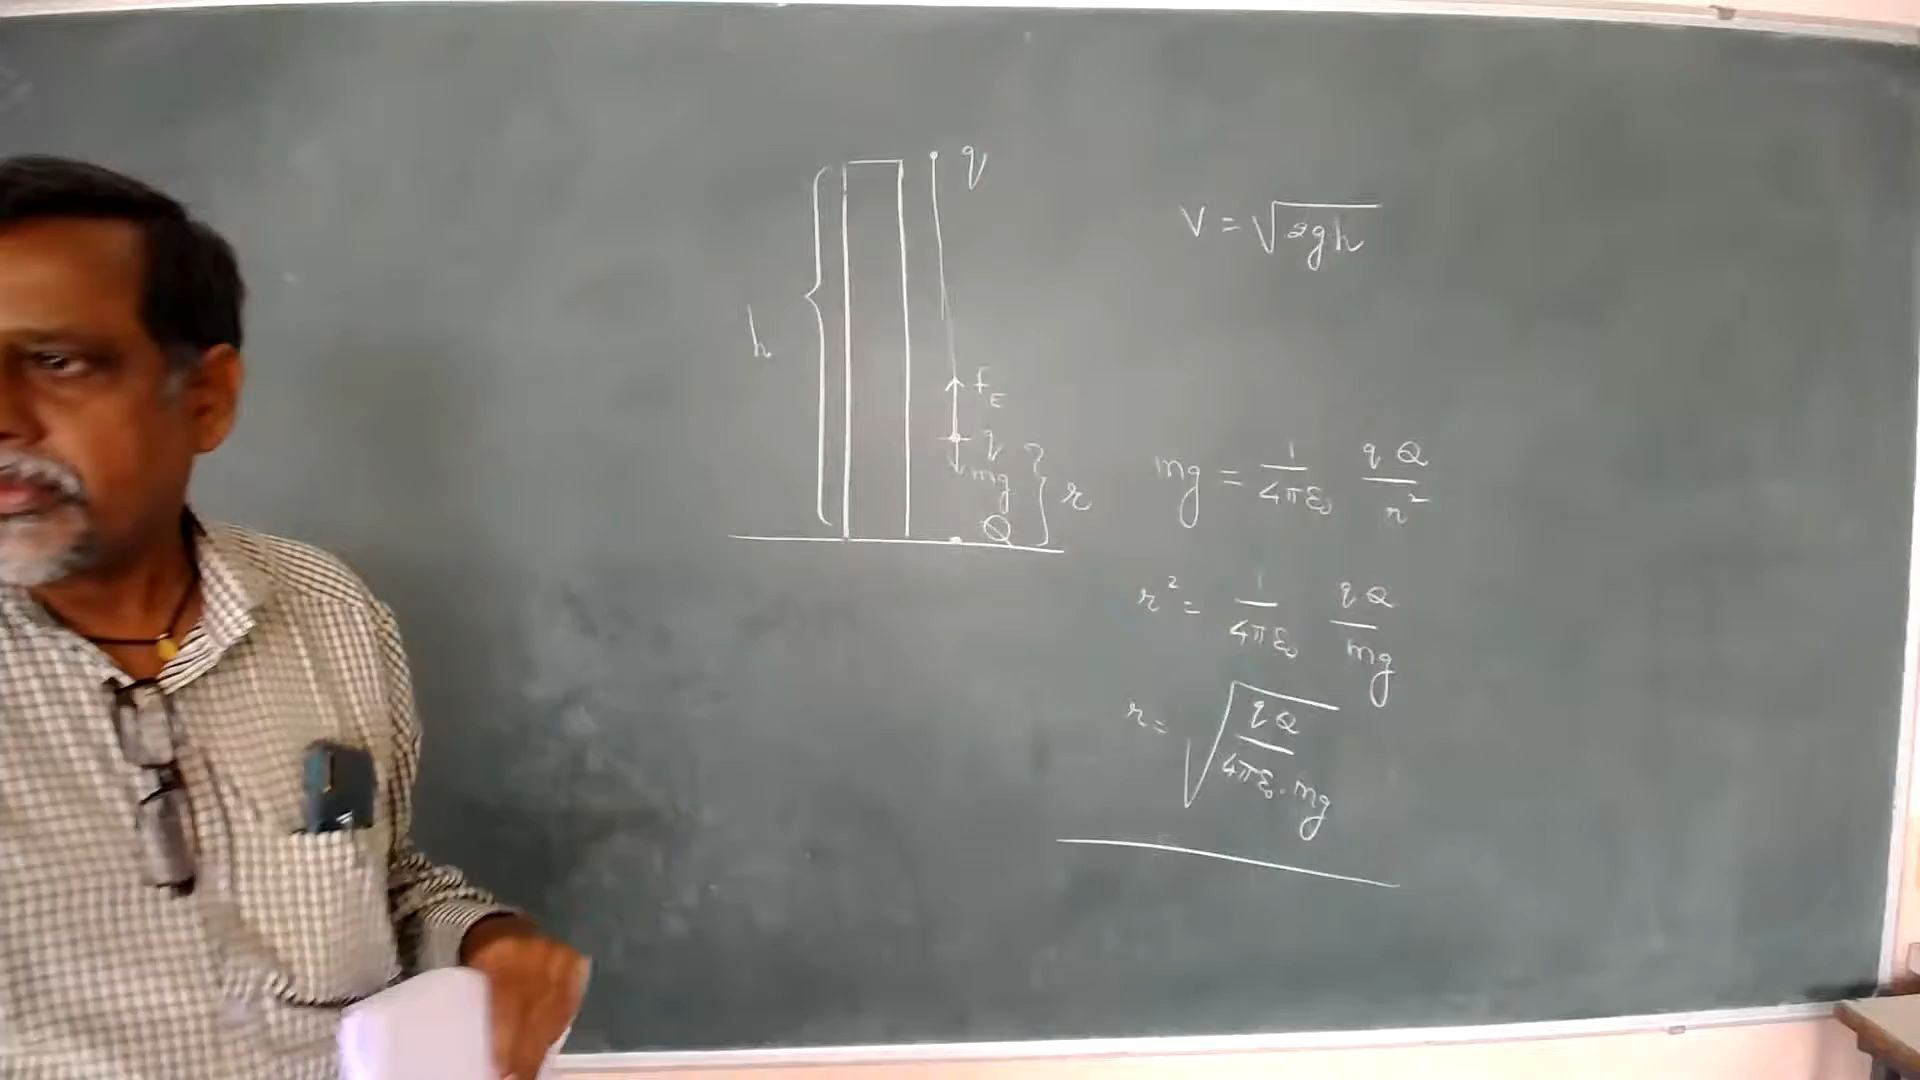 q
V = √2gh
h
f_E
q
mg
r
Q
mg = 1/4πε₀ qQ/r²
r² = 1/4πε₀ qQ/mg
r = √qQ/4πε₀·mg